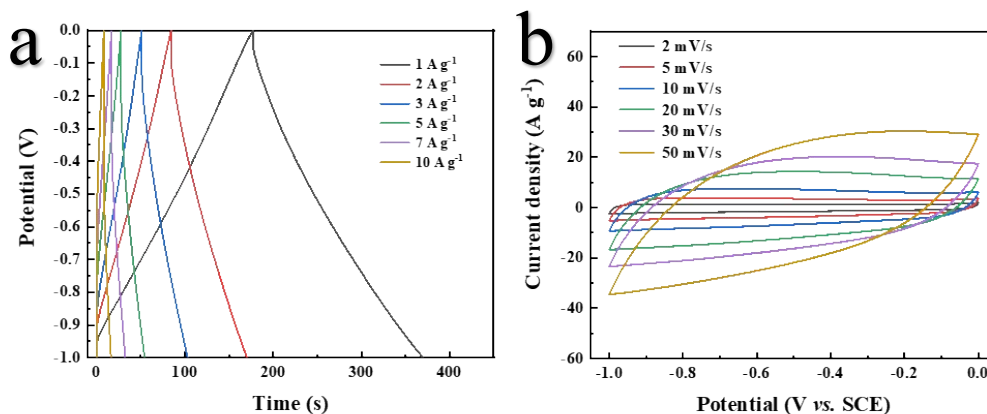 a
0.0
-0.1
-0.2
-0.3
-0.4
-0.5
-0.6
-0.7
-0.8
-0.9
-1.0
Potential (V)
0
100
200
300
400
Time (s)
1 A g⁻¹
2 A g⁻¹
3 A g⁻¹
5 A g⁻¹
7 A g⁻¹
10 A g⁻¹
b
60
40
20
0
-20
-40
-60
Current density (A g⁻¹)
-1.0
-0.8
-0.6
-0.4
-0.2
0.0
Potential (V vs. SCE)
2 mV/s
5 mV/s
10 mV/s
20 mV/s
30 mV/s
50 mV/s